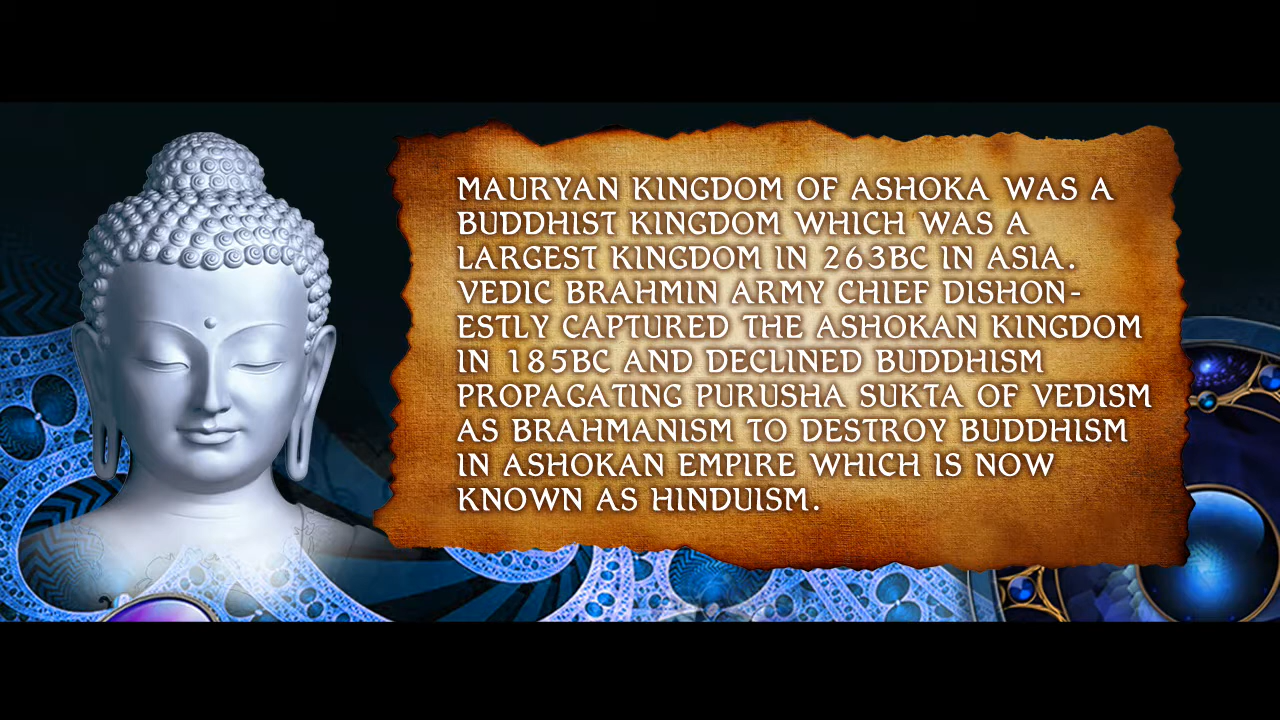 MAURYAN KINGDOM OF ASHOKA WAS A
BUDDHIST KINGDOM WHICH WAS A
LARGEST KINGDOM IN 263BC IN ASIA.
VEDIC BRAHMIN ARMY CHIEF DISHON-
ESTLY CAPTURED THE ASHOKAN KINGDOM
IN 185BC AND DECLINED BUDDHISM
PROPAGATING PURUSHA SUKTA OF VEDISM
AS BRAHMANISM TO DESTROY BUDDHISM
IN ASHOKAN EMPIRE WHICH IS NOW
KNOWN AS HINDUISM.